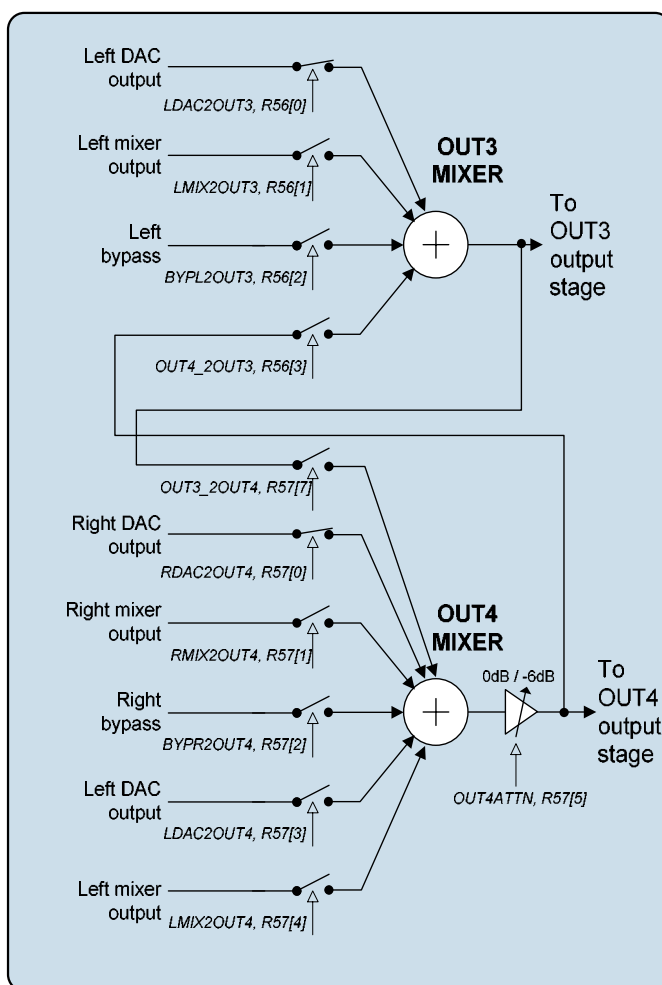 Left DAC
output
LDAC2OUT3, R56[0]
Left mixer
output
LMIX2OUT3, R56[1]
OUT3
MIXER
Left
bypass
BYPL2OUT3, R56[2]
+
To
OUT3
output
stage
OUT4_2OUT3, R56[3]
OUT3_2OUT4, R57[7]
Right DAC
output
RDAC2OUT4, R57[0]
Right mixer
output
RMIX2OUT4, R57[1]
OUT4
MIXER
Right
bypass
BYPR2OUT4, R57[2]
+
0dB / -6dB
To
OUT4
output
stage
OUT4ATTN, R57[5]
Left DAC
output
LDAC2OUT4, R57[3]
Left mixer
output
LMIX2OUT4, R57[4]